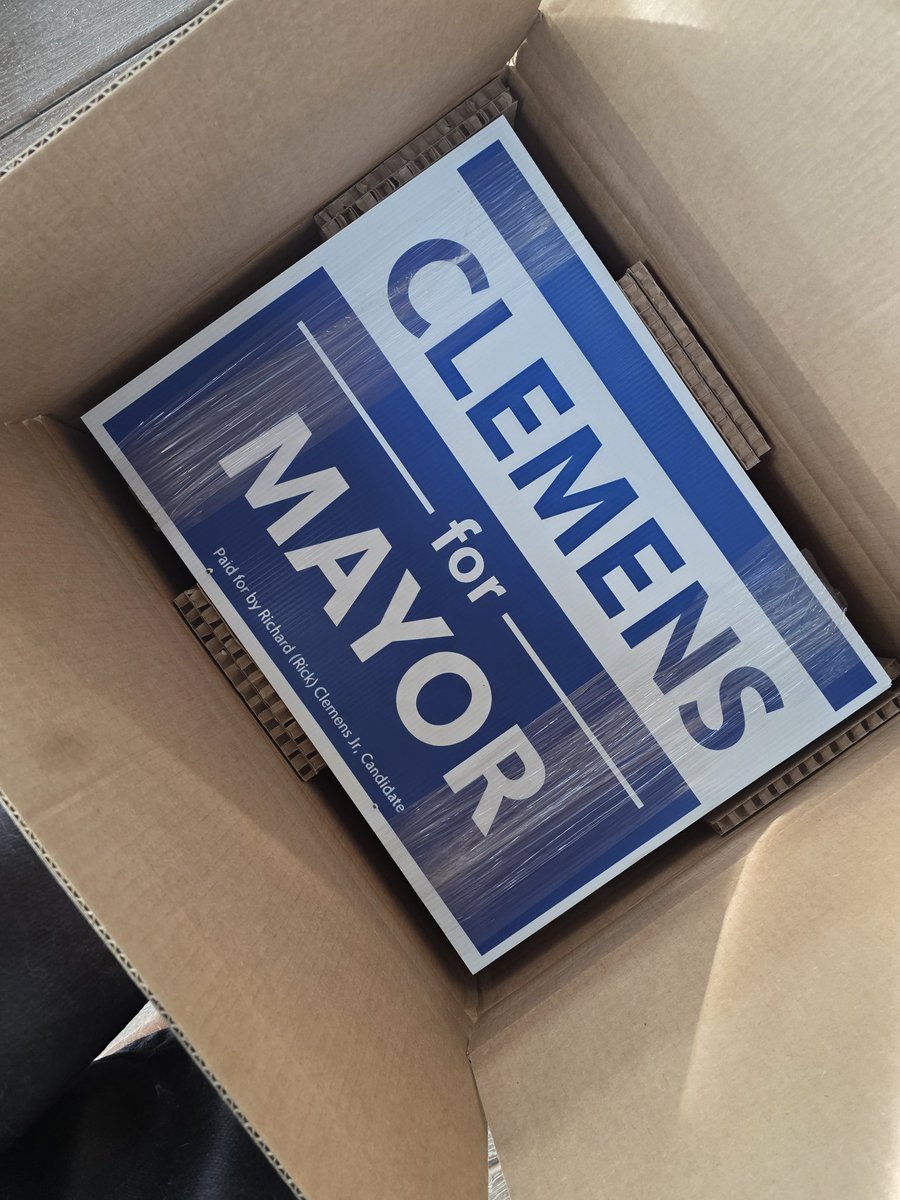 CLEMENS
for
MAYOR
Paid for by Richard (Rick) Clemens Jr, Candidate